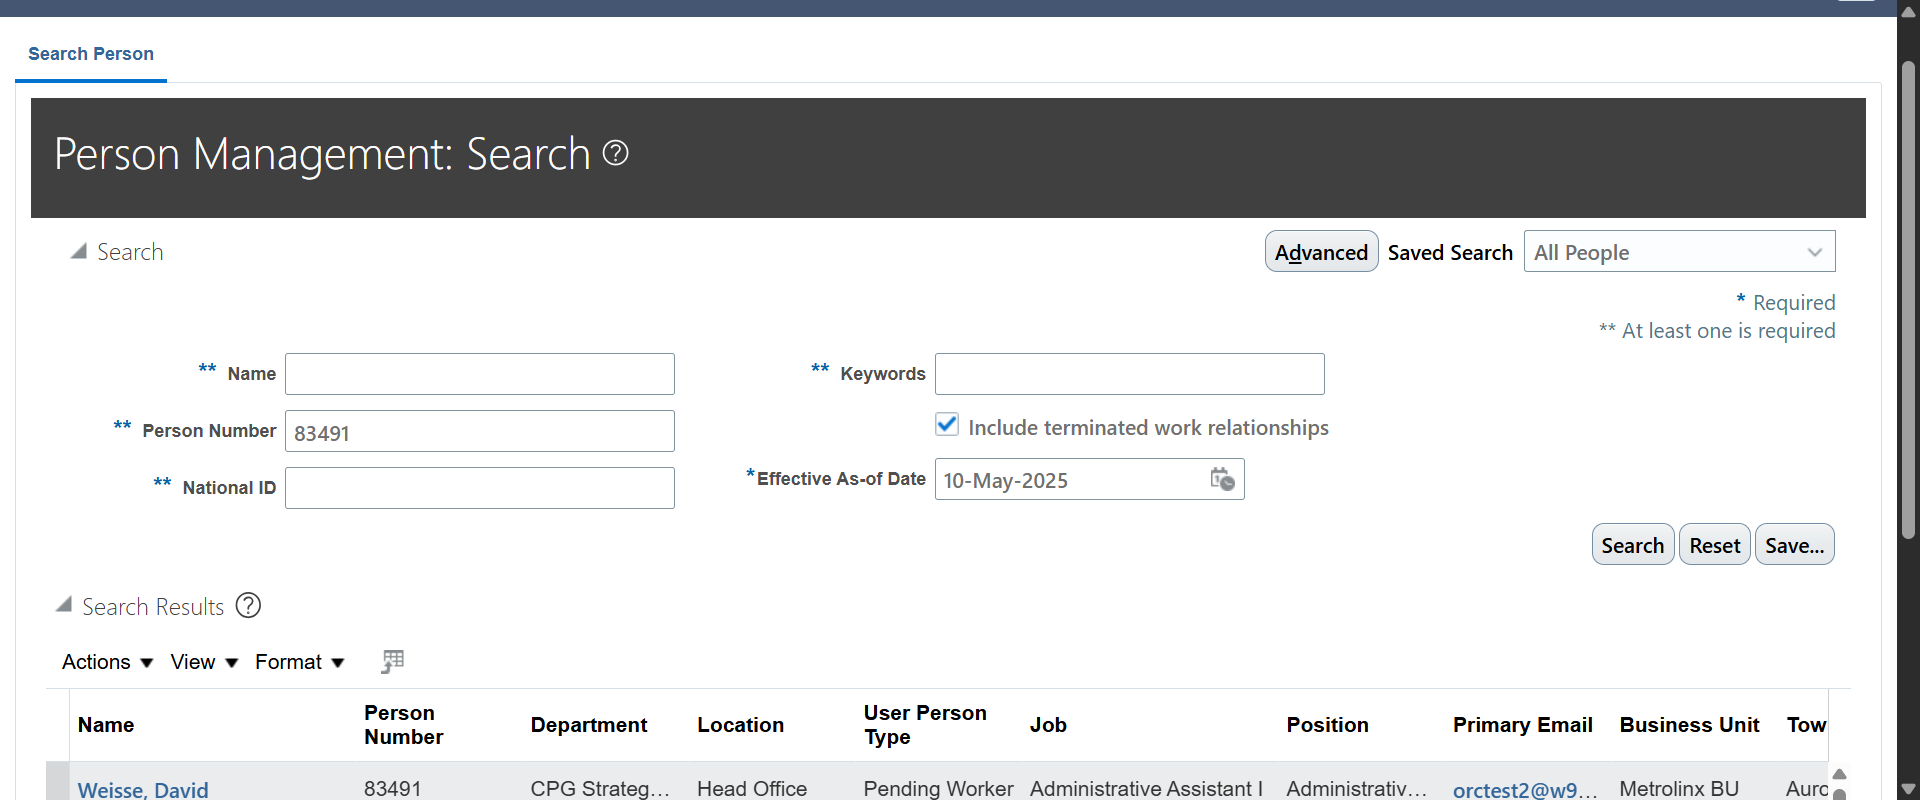 Search Person
Person Management: Search
Search
Advanced Saved Search All People
* Required
** At least one is required
** Name
** Keywords
** Person Number 83491
Include terminated work relationships
** National ID
*Effective As-of Date 10-May-2025
Search Reset Save...
Search Results
Actions View Format
Name Person Number Department Location User Person Type Job Position Primary Email Business Unit Tow
Weisse, David 83491 CPG Strateg... Head Office Pending Worker Administrative Assistant I Administrativ... orctest2@w9... Metrolinx BU Auro